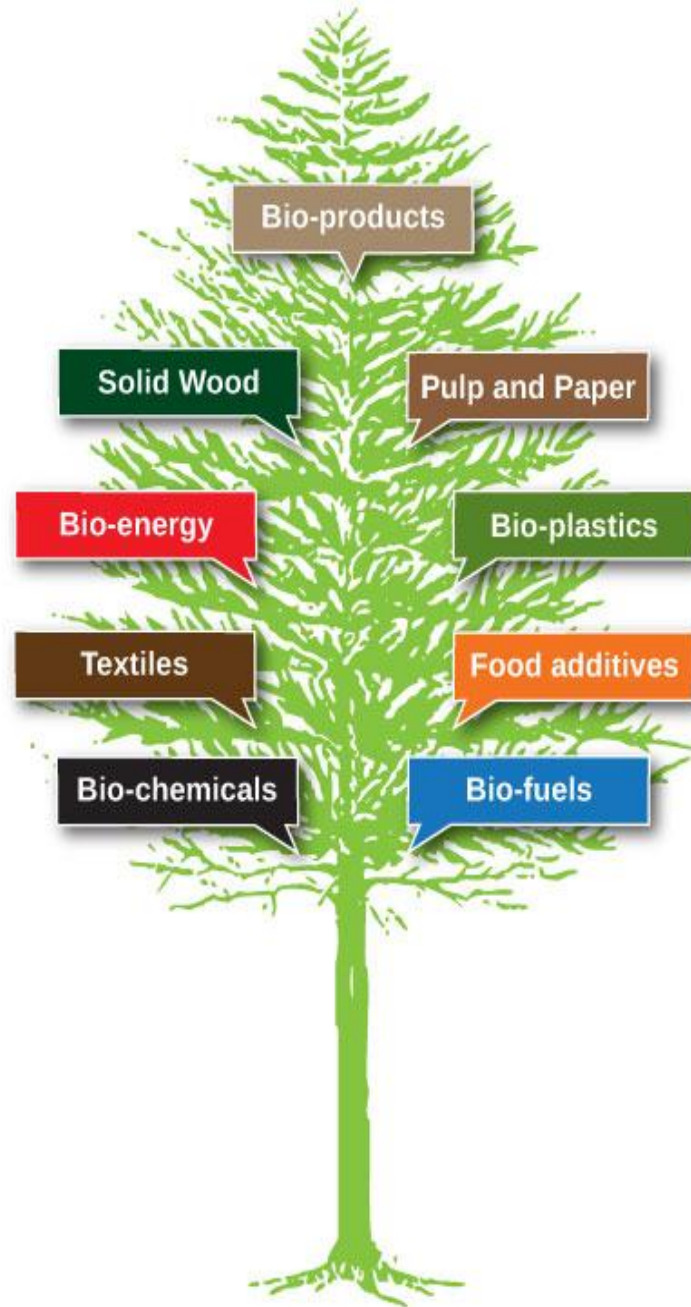 Bio-products
Solid Wood
Pulp and Paper
Bio-energy
Bio-plastics
Textiles
Food additives
Bio-chemicals
Bio-fuels